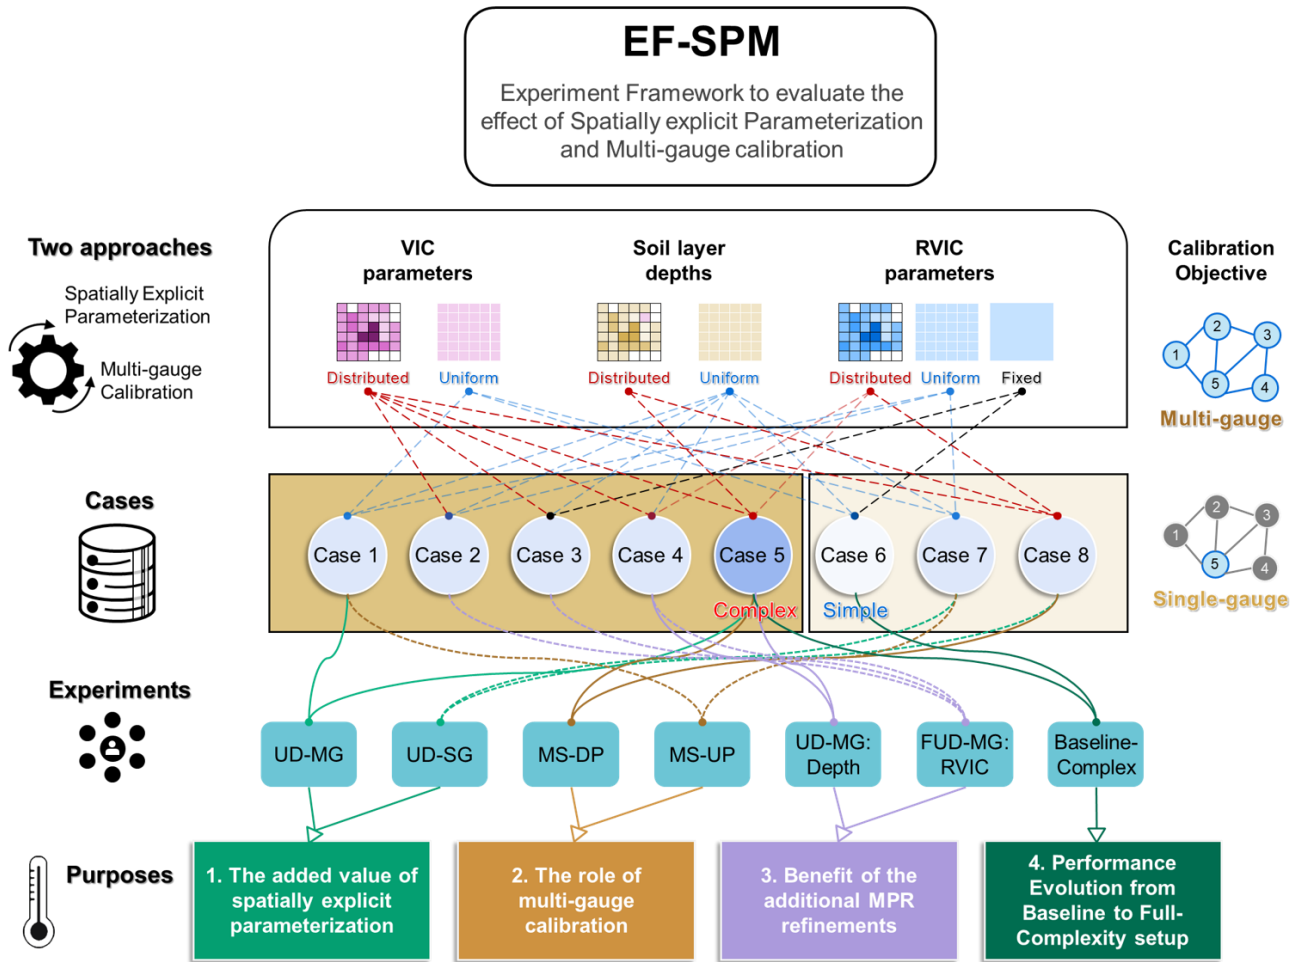 EF-SPM
Experiment Framework to evaluate the
effect of Spatially explicit Parameterization
and Multi-gauge calibration
Two approaches
Spatially Explicit
Parameterization
Multi-gauge
Calibration
VIC
parameters
Distributed
Uniform
Soil layer
depths
Distributed
Uniform
RVIC
parameters
Distributed
Uniform
Fixed
Calibration
Objective
1
2
3
4
5
Multi-gauge
Cases
Case 1
Case 2
Case 3
Case 4
Case 5
Case 6
Case 7
Case 8
Complex
Simple
1
2
3
4
5
Single-gauge
Experiments
UD-MG
UD-SG
MS-DP
MS-UP
UD-MG:
Depth
FUD-MG:
RVIC
Baseline-
Complex
Purposes
1. The added value of
spatially explicit
parameterization
2. The role of
multi-gauge
calibration
3. Benefit of the
additional MPR
refinements
4. Performance
Evolution from
Baseline to Full-
Complexity setup